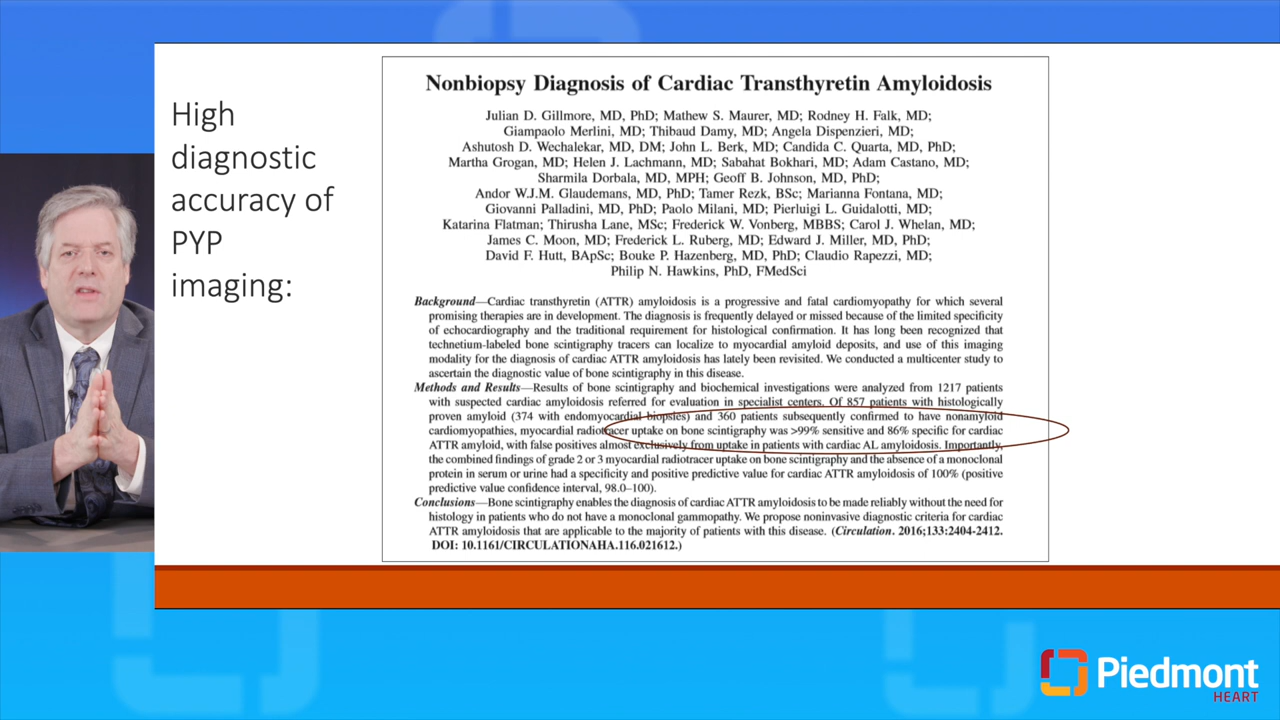 High
diagnostic
accuracy of
PYP
imaging:
Nonbiopsy Diagnosis of Cardiac Transthyretin Amyloidosis
Julian D. Gillmore, MD, PhD; Mathew S. Maurer, MD; Rodney H. Falk, MD;
Giampaolo Merlini, MD; Thibaud Damy, MD; Angela Dispenzieri, MD;
Ashutosh D. Wechalekar, MD, DM; John L. Berk, MD; Candida C. Quarta, MD, PhD;
Martha Grogan, MD; Helen J. Lachmann, MD; Sabahat Bokhari, MD; Adam Castano, MD;
Sharmila Dorbala, MD, MPH; Geoff B. Johnson, MD, PhD;
Andor W.J.M. Glaudemans, MD, PhD; Tamer Rezk, BSc; Marianna Fontana, MD;
Giovanni Palladini, MD, PhD; Paolo Milani, MD; Pierluigi L. Guidalotti, MD;
Katarina Flatman; Thirusha Lane, MSc; Frederick W. Vonberg, MBBS; Carol J. Whelan, MD;
James C. Moon, MD; Frederick L. Ruberg, MD; Edward J. Miller, MD, PhD;
David F. Hutt, BApSc; Bouke P. Hazenberg, MD, PhD; Claudio Rapezzi, MD;
Philip N. Hawkins, PhD, FMedSci
Background—Cardiac transthyretin (ATTR) amyloidosis is a progressive and fatal cardiomyopathy for which several
promising therapies are in development. The diagnosis is frequently delayed or missed because of the limited specificity
of echocardiography and the traditional requirement for histological confirmation. It has long been recognized that
technetium-labeled bone scintigraphy tracers can localize to myocardial amyloid deposits, and use of this imaging
modality for the diagnosis of cardiac ATTR amyloidosis has lately been revisited. We conducted a multicenter study to
ascertain the diagnostic value of bone scintigraphy in this disease.
Methods and Results—Results of bone scintigraphy and biochemical investigations were analyzed from 1217 patients
with suspected cardiac amyloidosis referred for evaluation in specialist centers. Of 857 patients with histologically
proven amyloid (374 with endomyocardial biopsies) and 360 patients subsequently confirmed to have nonamyloid
cardiomyopathies, myocardial radiotracer uptake on bone scintigraphy was >99% sensitive and 86% specific for cardiac
ATTR amyloid, with false positives almost exclusively from uptake in patients with cardiac AL amyloidosis. Importantly,
the combined findings of grade 2 or 3 myocardial radiotracer uptake on bone scintigraphy and the absence of a monoclonal
protein in serum or urine had a specificity and positive predictive value for cardiac ATTR amyloidosis of 100% (positive
predictive value confidence interval, 98.0–100).
Conclusions—Bone scintigraphy enables the diagnosis of cardiac ATTR amyloidosis to be made reliably without the need for
histology in patients who do not have a monoclonal gammopathy. We propose noninvasive diagnostic criteria for cardiac
ATTR amyloidosis that are applicable to the majority of patients with this disease. (Circulation. 2016;133:2404-2412.
DOI: 10.1161/CIRCULATIONAHA.116.021612.)
Piedmont
HEART